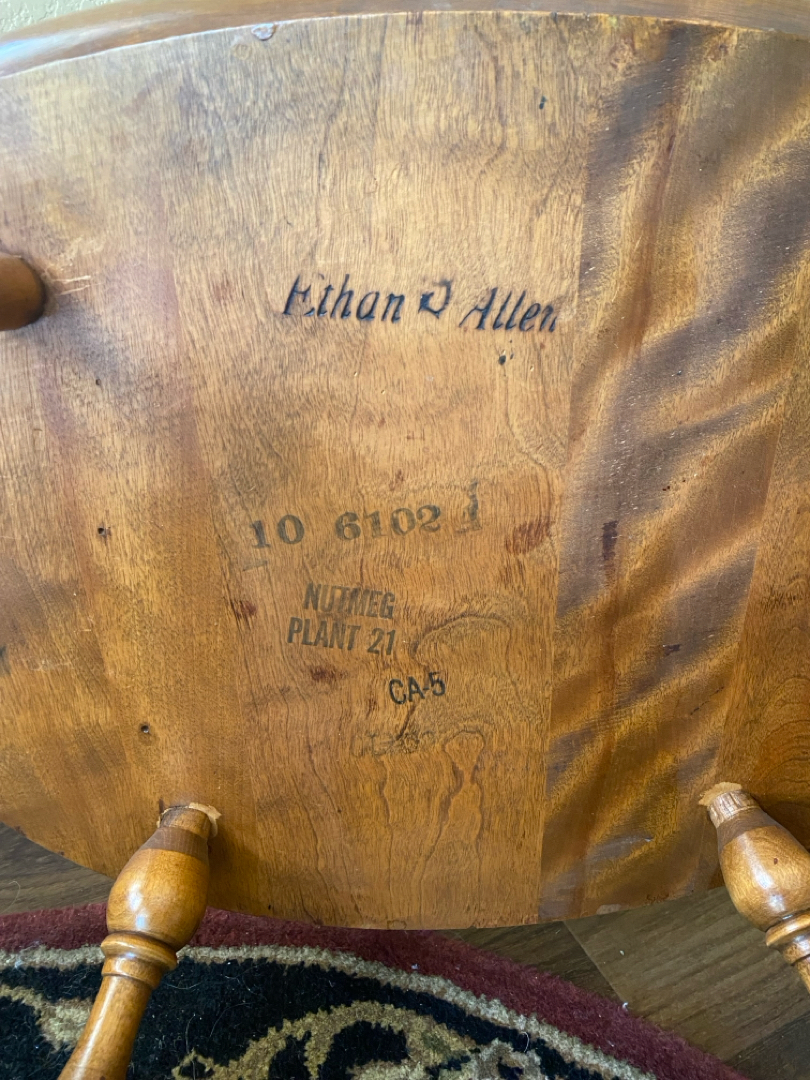 Ethan Allen
10 6102
NUTMEG
PLANT 21
CA-5